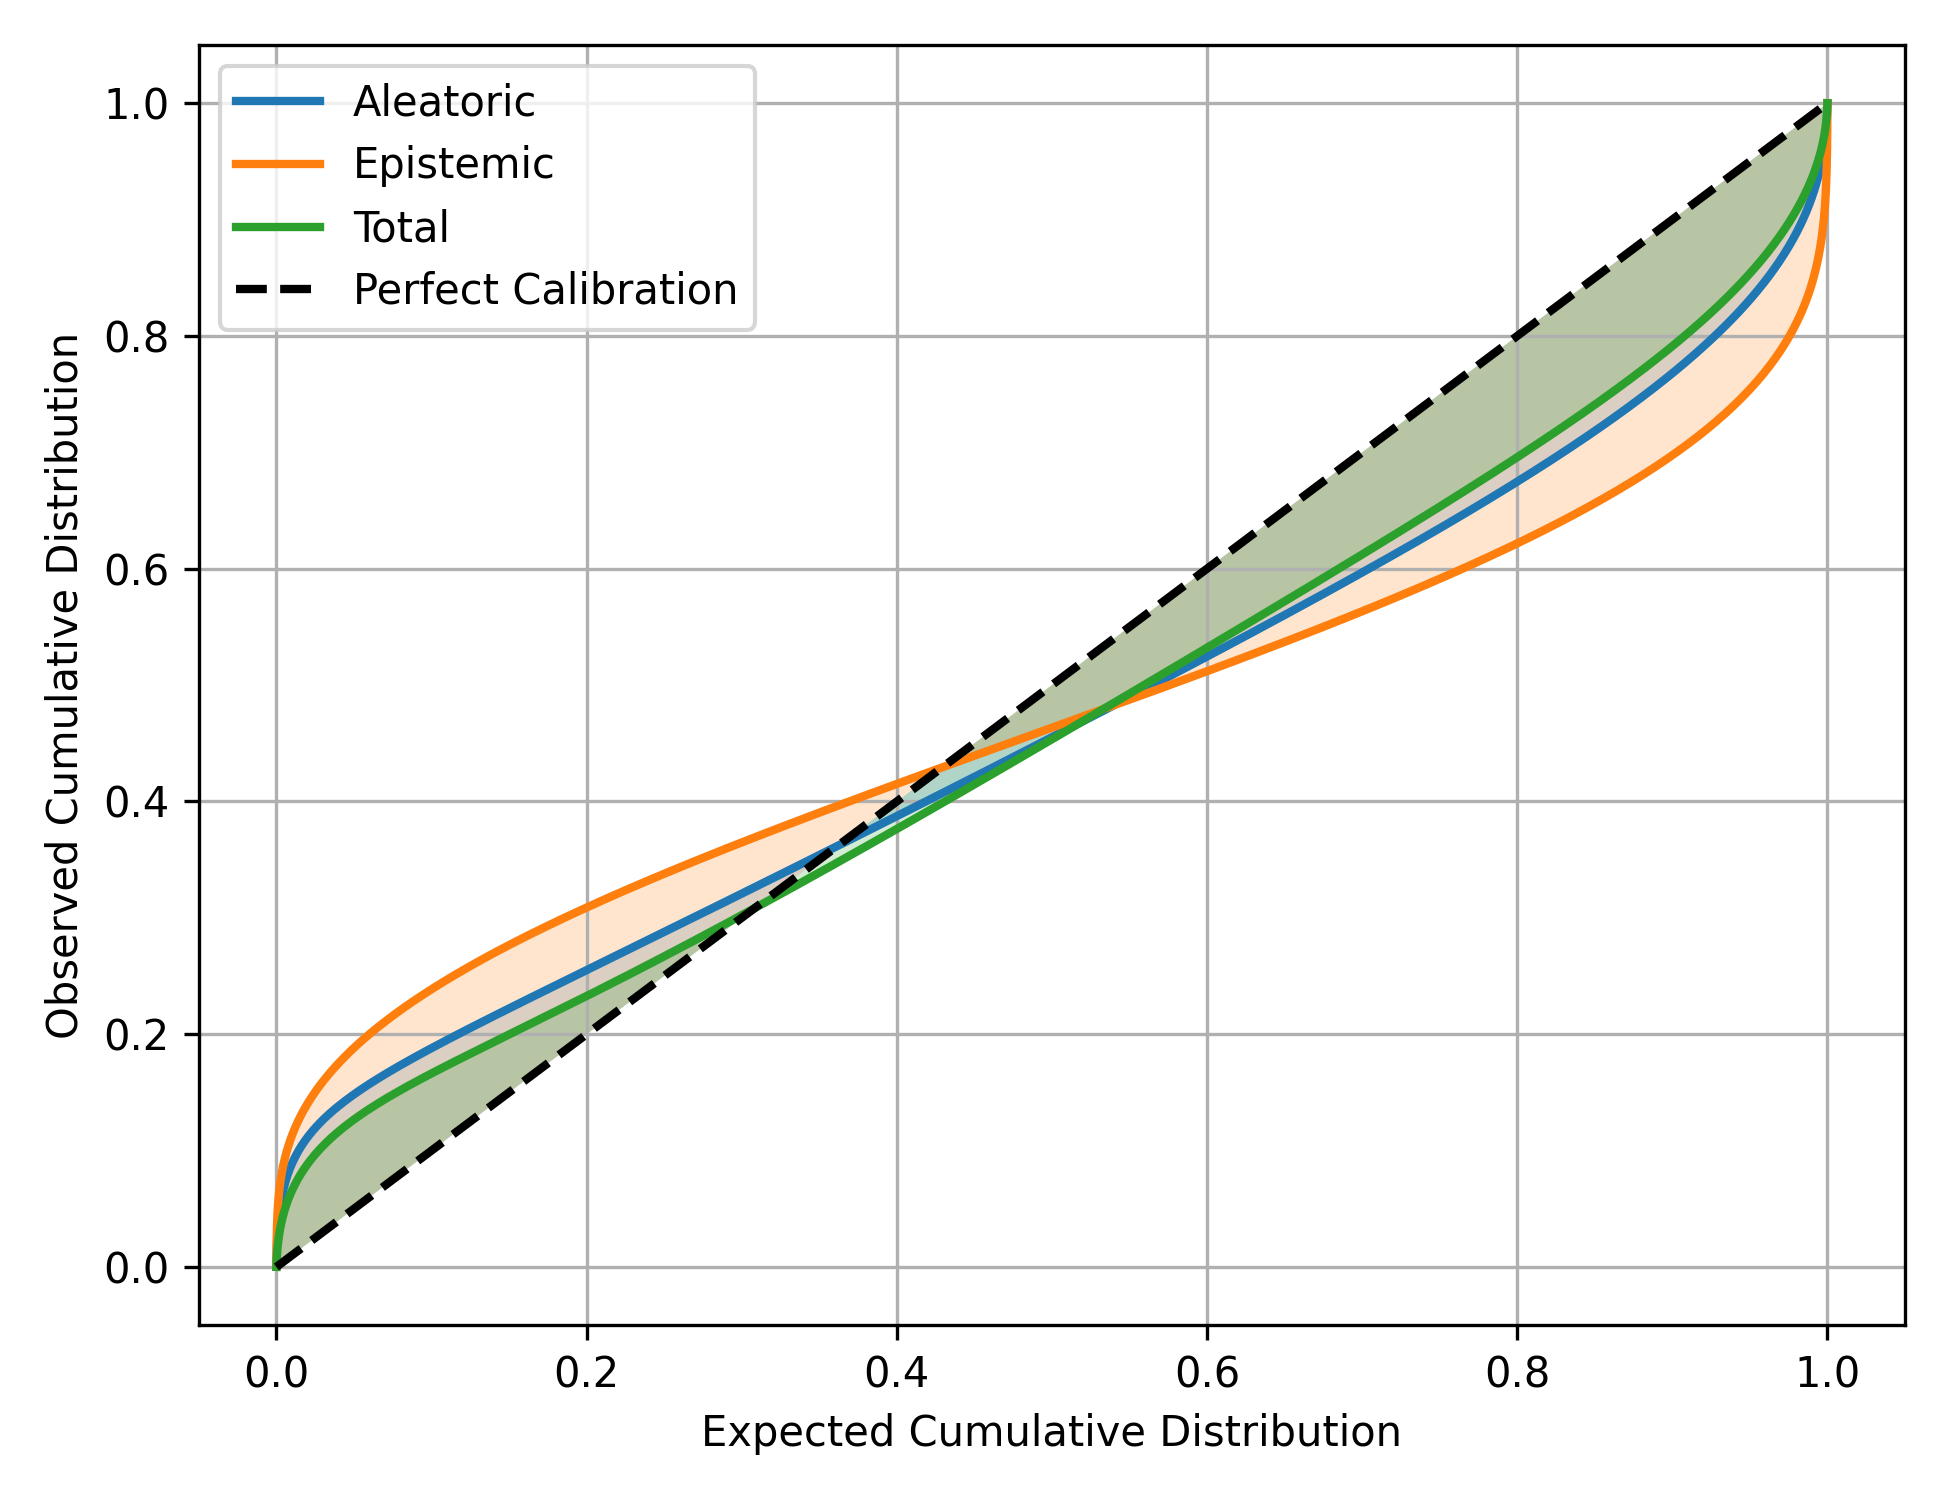 Aleatoric
Epistemic
Total
Perfect Calibration
Observed Cumulative Distribution
1.0
0.8
0.6
0.4
0.2
0.0
0.0 0.2 0.4 0.6 0.8 1.0
Expected Cumulative Distribution